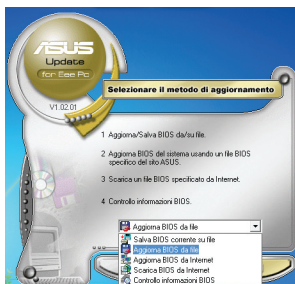 ASUS
Update
for Eee Pc
V1.02.01
Selezionare il metodo di aggiornamento
1 Aggiorna/Salva BIOS da/su file.
2 Aggiorna BIOS del sistema usando un file BIOS
specifico del sito ASUS.
3 Scarica un file BIOS specificato da Internet.
4 Controllo informazioni BIOS.
Aggiorna BIOS da file
Salva BIOS corrente su file
Aggiorna BIOS da file
Aggiorna BIOS da Internet
Scarica BIOS da Internet
Controllo informazioni BIOS